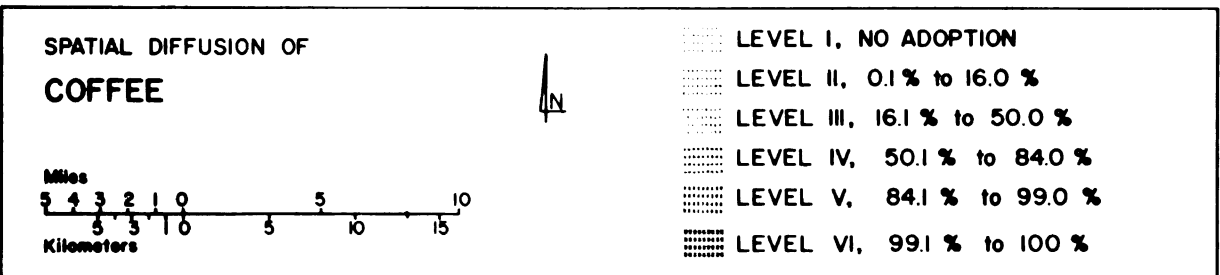 SPATIAL DIFFUSION OF
COFFEE
N
Miles
5 4 3 2 1 0 5 10
5 3 1 0 5 10 15
Kilometers
LEVEL I, NO ADOPTION
LEVEL II, 0.1 % to 16.0 %
LEVEL III, 16.1 % to 50.0 %
LEVEL IV, 50.1 % to 84.0 %
LEVEL V, 84.1 % to 99.0 %
LEVEL VI, 99.1 % to 100 %